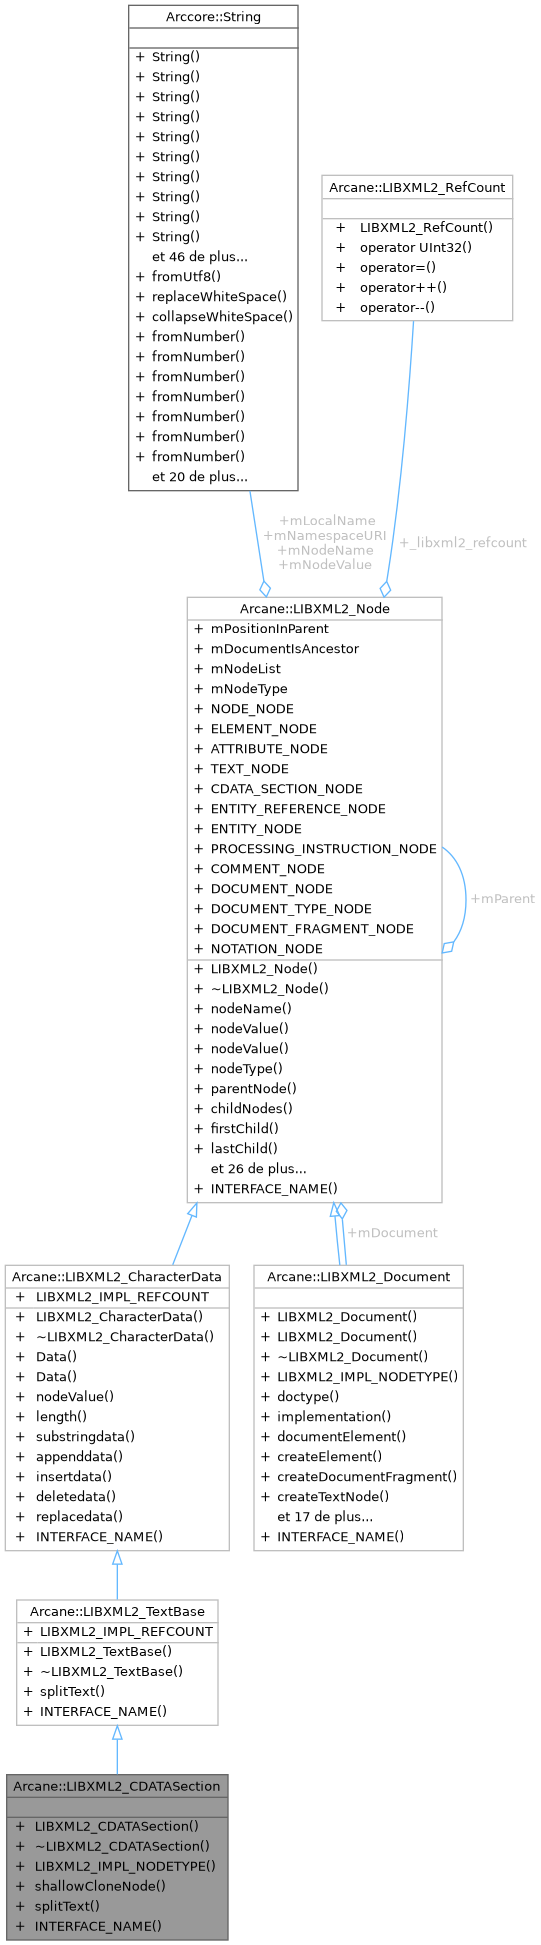 Arccore::String
+ String()
+ String()
+ String()
+ String()
+ String()
+ String()
+ String()
+ String()
+ String()
+ String()
et 46 de plus...
+ fromUtf8()
+ replaceWhiteSpace()
+ collapseWhiteSpace()
+ fromNumber()
+ fromNumber()
+ fromNumber()
+ fromNumber()
+ fromNumber()
+ fromNumber()
+ fromNumber()
et 20 de plus...
Arcane::LIBXML2_RefCount
+ LIBXML2_RefCount()
+ operator UInt32()
+ operator=()
+ operator++()
+ operator--()
+mLocalName
+mNamespaceURI
+mNodeName
+mNodeValue
+_libxml2_refcount
Arcane::LIBXML2_Node
+ mPositionInParent
+ mDocumentIsAncestor
+ mNodeList
+ mNodeType
+ NODE_NODE
+ ELEMENT_NODE
+ ATTRIBUTE_NODE
+ TEXT_NODE
+ CDATA_SECTION_NODE
+ ENTITY_REFERENCE_NODE
+ ENTITY_NODE
+ PROCESSING_INSTRUCTION_NODE
+ COMMENT_NODE
+ DOCUMENT_NODE
+ DOCUMENT_TYPE_NODE
+ DOCUMENT_FRAGMENT_NODE
+ NOTATION_NODE
+ LIBXML2_Node()
+ ~LIBXML2_Node()
+ nodeName()
+ nodeValue()
+ nodeValue()
+ nodeType()
+ parentNode()
+ childNodes()
+ firstChild()
+ lastChild()
et 26 de plus...
+ INTERFACE_NAME()
+mParent
+mDocument
Arcane::LIBXML2_CharacterData
+ LIBXML2_IMPL_REFCOUNT
+ LIBXML2_CharacterData()
+ ~LIBXML2_CharacterData()
+ Data()
+ Data()
+ nodeValue()
+ length()
+ substringdata()
+ appenddata()
+ insertdata()
+ deletedata()
+ replacedata()
+ INTERFACE_NAME()
Arcane::LIBXML2_Document
+ LIBXML2_Document()
+ LIBXML2_Document()
+ ~LIBXML2_Document()
+ LIBXML2_IMPL_NODETYPE()
+ doctype()
+ implementation()
+ documentElement()
+ createElement()
+ createDocumentFragment()
+ createTextNode()
et 17 de plus...
+ INTERFACE_NAME()
Arcane::LIBXML2_TextBase
+ LIBXML2_IMPL_REFCOUNT
+ LIBXML2_TextBase()
+ ~LIBXML2_TextBase()
+ splitText()
+ INTERFACE_NAME()
Arcane::LIBXML2_CDATASection
+ LIBXML2_CDATASection()
+ ~LIBXML2_CDATASection()
+ LIBXML2_IMPL_NODETYPE()
+ shallowCloneNode()
+ splitText()
+ INTERFACE_NAME()